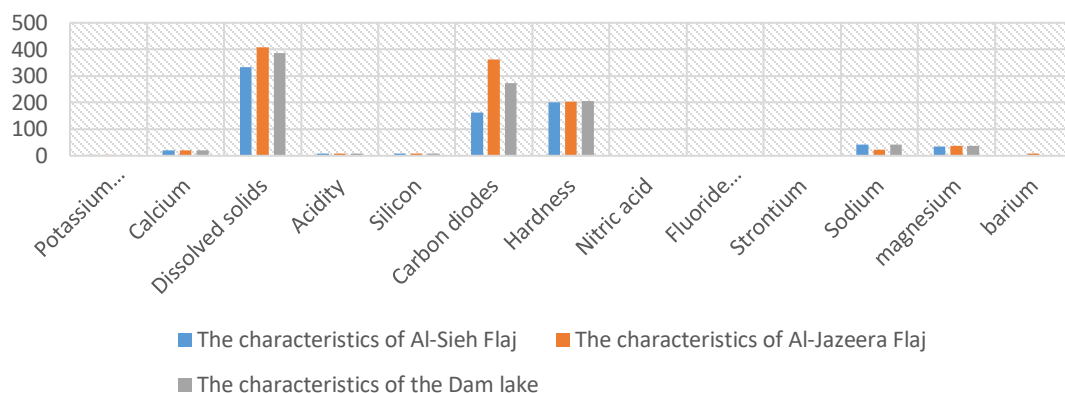 500
400
300
200
100
0
Potassium...
Calcium
Dissolved solids
Acidity
Silicon
Carbon diodes
Hardness
Nitric acid
Fluoride...
Strontium
Sodium
magnesium
barium
The characteristics of Al-Sieh Flaj
The characteristics of Al-Jazeera Flaj
The characteristics of the Dam lake